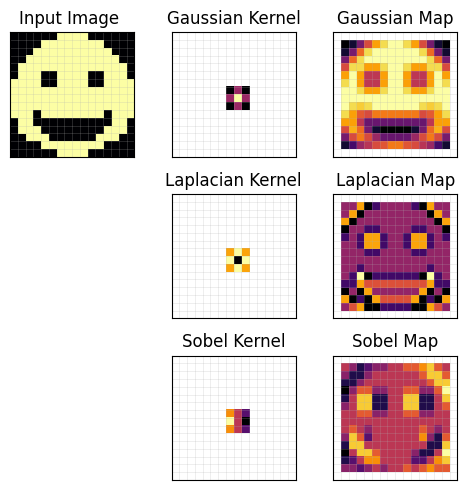 Input Image
Gaussian Kernel
Gaussian Map
Laplacian Kernel
Laplacian Map
Sobel Kernel
Sobel Map